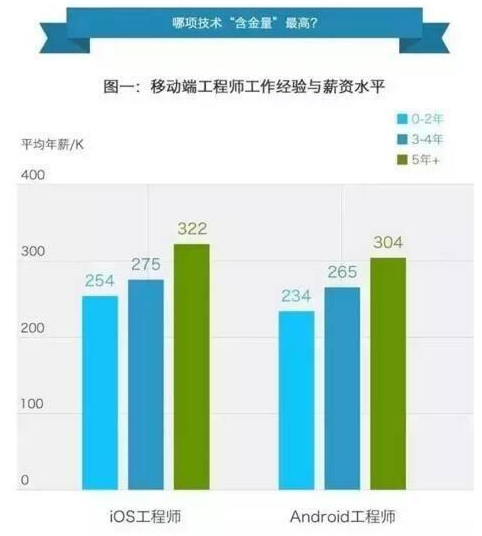 哪项技术“含金量”最高?
图一：移动端工程师工作经验与薪资水平
0-2年
3-4年
5年+
平均年薪/K
400
300
200
100
0
254
275
322
234
265
304
iOS工程师
Android工程师